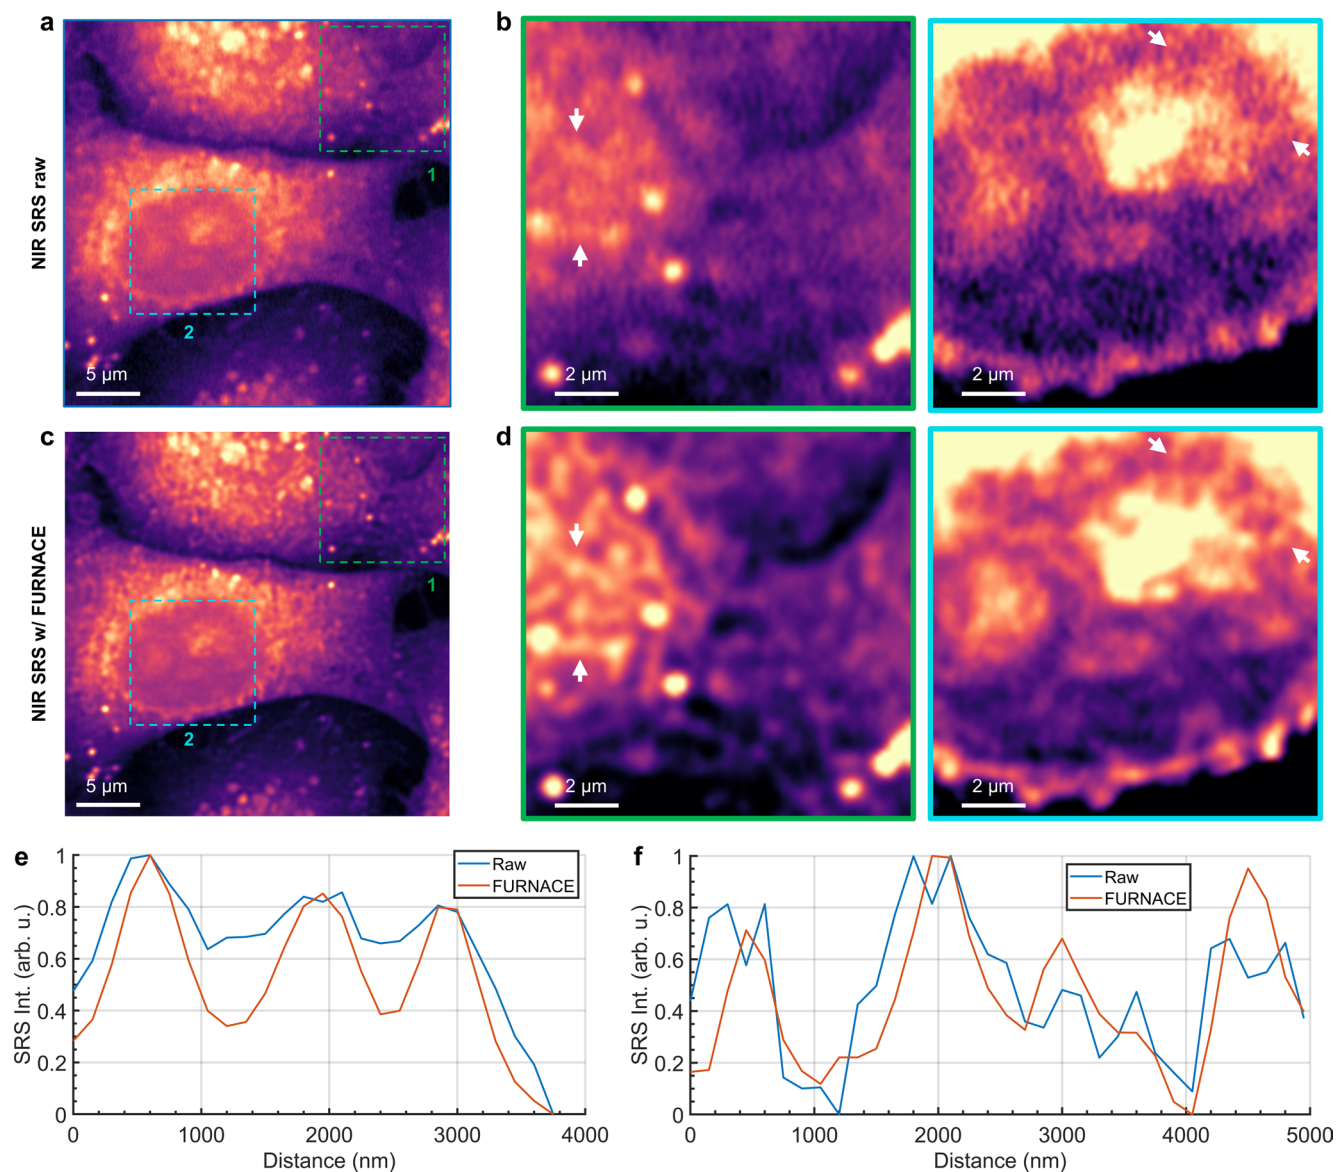 a
NIR SRS raw
1
2
5 μm
b
2 μm
2 μm
c
NIR SRS w/ FURNACE
1
2
5 μm
d
2 μm
2 μm
e
1
0.8
0.6
0.4
0.2
0
SRS Int. (arb. u.)
Raw
FURNACE
0 1000 2000 3000 4000
Distance (nm)
f
1
0.8
0.6
0.4
0.2
0
SRS Int. (arb. u.)
Raw
FURNACE
0 1000 2000 3000 4000 5000
Distance (nm)